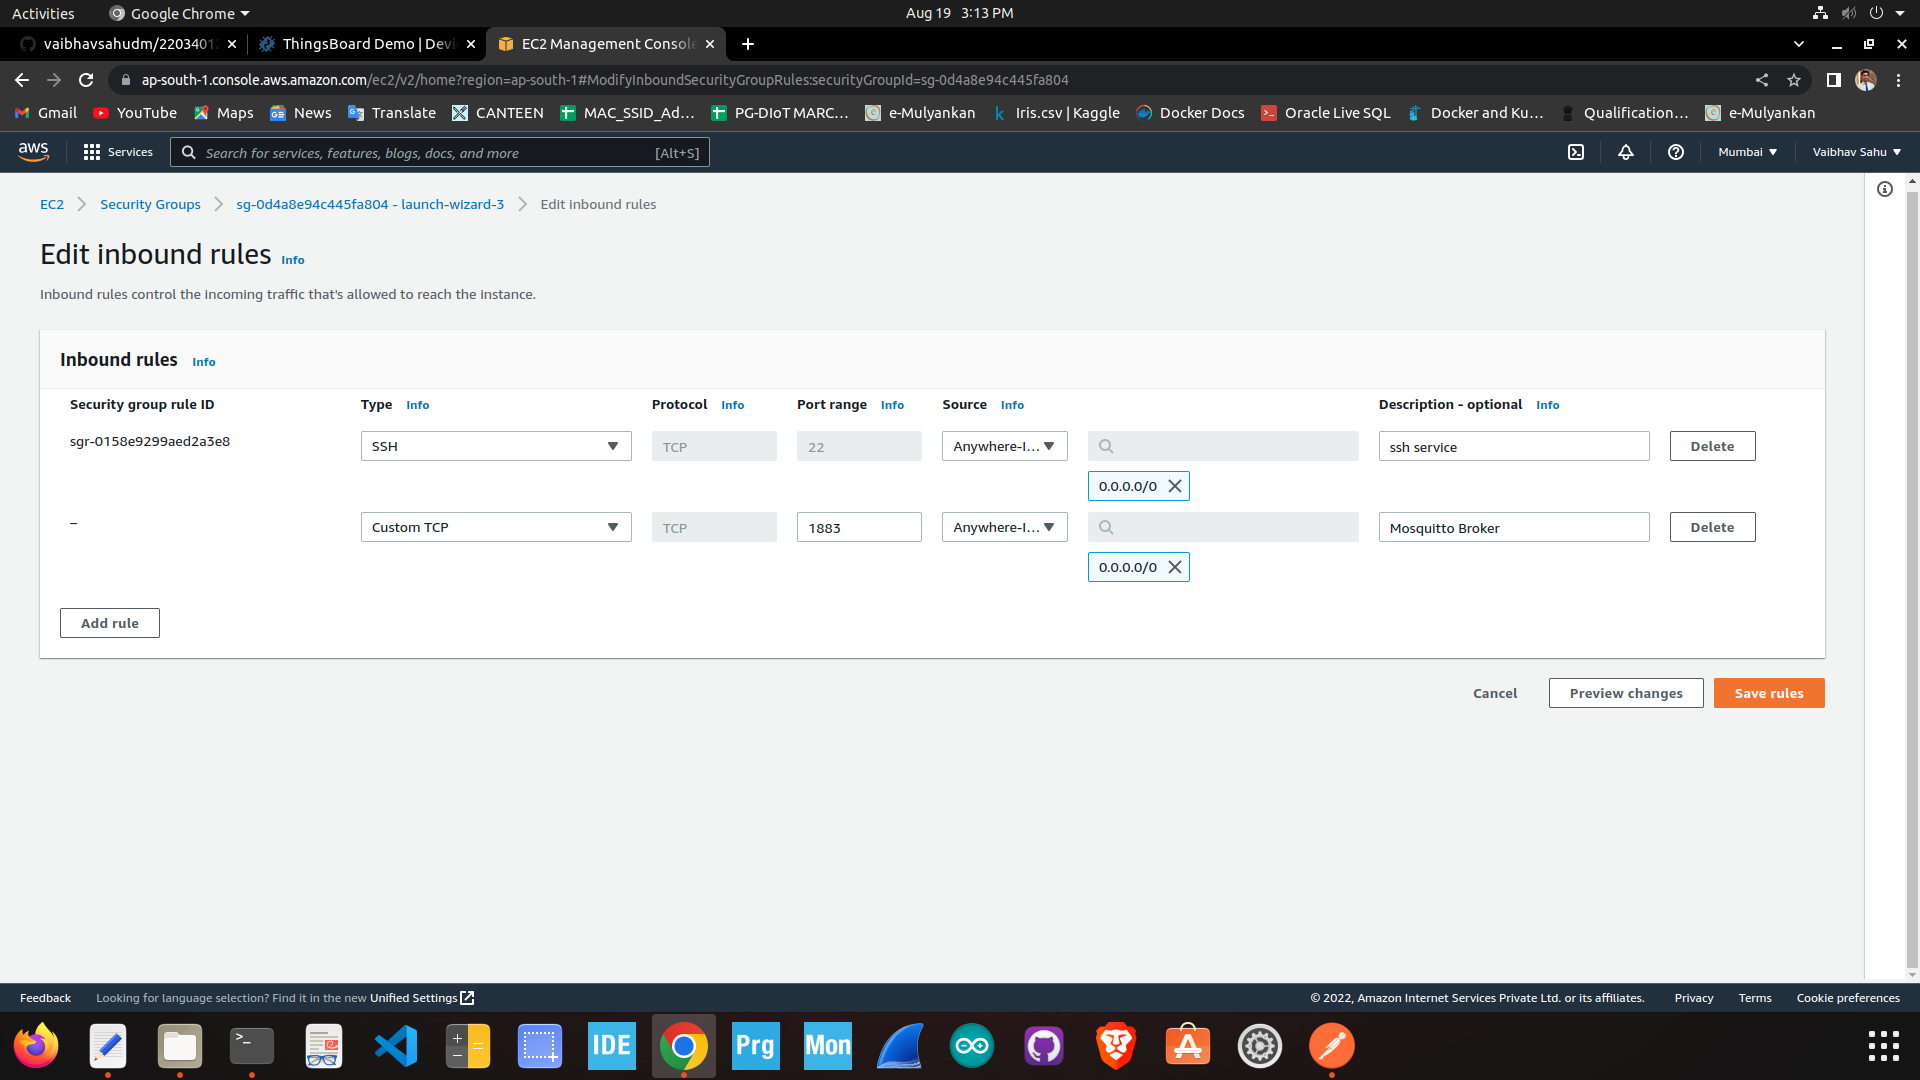 Activities Google Chrome Aug 19 3:13 PM
vaibhavsahudm/2203401 ThingsBoard Demo | Devi EC2 Management Console
ap-south-1.console.aws.amazon.com/ec2/v2/home?region=ap-south-1#ModifyInboundSecurityGroupRules:securityGroupId=sg-0d4a8e94c445fa804
Gmail YouTube Maps News Translate CANTEEN MAC_SSID_Ad... PG-DIoT MARC... e-Mulyankan Iris.csv | Kaggle Docker Docs Oracle Live SQL Docker and Ku... Qualification... e-Mulyankan
aws Services Search for services, features, blogs, docs, and more [Alt+S] Mumbai Vaibhav Sahu
EC2 Security Groups sg-0d4a8e94c445fa804 - launch-wizard-3 Edit inbound rules
Edit inbound rules Info
Inbound rules control the incoming traffic that's allowed to reach the instance.
Inbound rules Info
Security group rule ID Type Info Protocol Info Port range Info Source Info Description - optional Info
sgr-0158e9299aed2a3e8 SSH TCP 22 Anywhere-I... ssh service Delete
0.0.0.0/0
– Custom TCP TCP 1883 Anywhere-I... Mosquitto Broker Delete
0.0.0.0/0
Add rule
Cancel Preview changes Save rules
Feedback Looking for language selection? Find it in the new Unified Settings © 2022, Amazon Internet Services Private Ltd. or its affiliates. Privacy Terms Cookie preferences
IDE Prg Mon